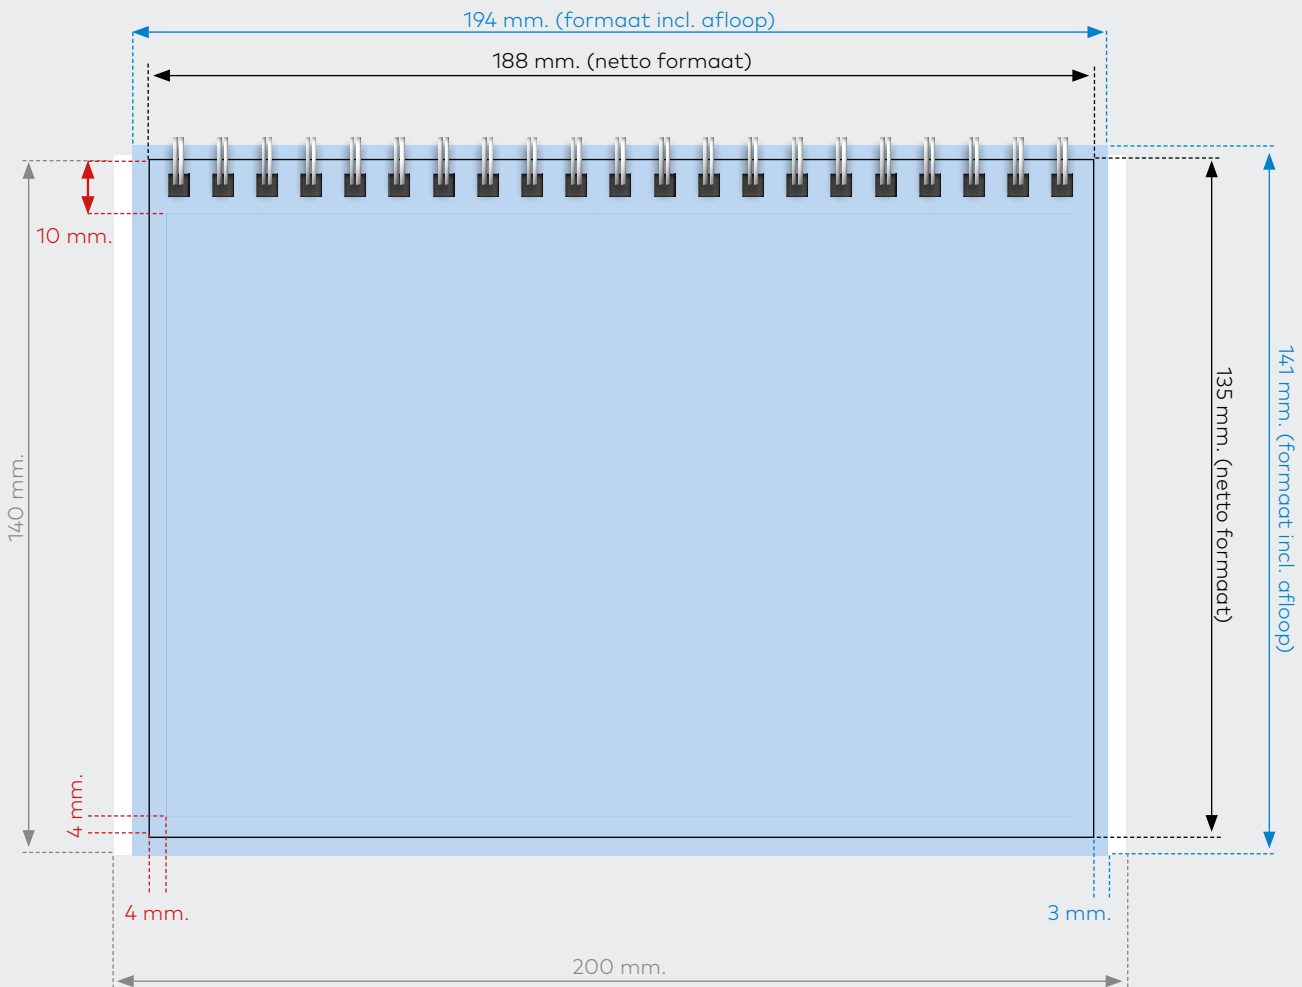 194 mm. (formaat incl. afloop)
188 mm. (netto formaat)
10 mm.
140 mm.
135 mm. (netto formaat)
141 mm. (formaat incl. afloop)
4 mm.
4 mm.
3 mm.
200 mm.